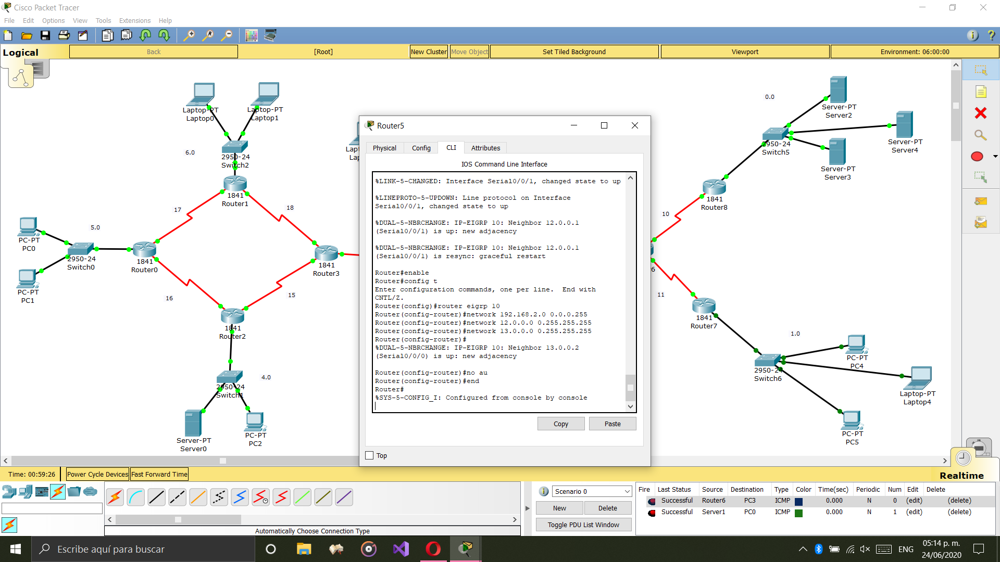 Cisco Packet Tracer
File Edit Options View Tools Extensions Help
Logical
Back
[Root]
New Cluster
Move Object
Set Tiled Background
Viewport
Environment: 06:00:00
Laptop-PT
Laptop0
Laptop-PT
Laptop1
6.0
2950-24
Switch2
1841
Router1
17
18
5.0
PC-PT
PC0
2950-24
Switch0
1841
Router0
PC-PT
PC1
1841
Router3
16
15
1841
Router2
2950-24
Switch1
4.0
Server-PT
Server0
PC-PT
PC2
Router5
Physical
Config
CLI
Attributes
IOS Command Line Interface
%LINK-5-CHANGED: Interface Serial0/0/1, changed state to up
%LINEPROTO-5-UPDOWN: Line protocol on Interface
Serial0/0/1, changed state to up
%DUAL-5-NBRCHANGE: IP-EIGRP 10: Neighbor 12.0.0.1
(Serial0/0/1) is up: new adjacency
%DUAL-5-NBRCHANGE: IP-EIGRP 10: Neighbor 12.0.0.1
(Serial0/0/1) is resync: graceful restart
Router#enable
Router#config t
Enter configuration commands, one per line.  End with
CNTL/Z.
Router(config)#router eigrp 10
Router(config-router)#network 192.168.2.0 0.0.0.255
Router(config-router)#network 12.0.0.0 0.255.255.255
Router(config-router)#network 13.0.0.0 0.255.255.255
Router(config-router)#
%DUAL-5-NBRCHANGE: IP-EIGRP 10: Neighbor 13.0.0.2
(Serial0/0/0) is up: new adjacency
Router(config-router)#no au
Router(config-router)#end
Router#
%SYS-5-CONFIG_I: Configured from console by console
Copy
Paste
Top
0.0
Server-PT
Server2
Server-PT
Server4
2950-24
Switch5
Server-PT
Server3
1841
Router8
10
6
11
1841
Router7
1.0
PC-PT
PC4
2950-24
Switch6
Laptop-PT
Laptop4
PC-PT
PC5
Time: 00:59:26
Power Cycle Devices
Fast Forward Time
Realtime
Automatically Choose Connection Type
Scenario 0
New
Delete
Toggle PDU List Window
Fire Last Status Source Destination Type Color Time(sec) Periodic Num Edit Delete
Successful Router6 PC3 ICMP 0.000 N 0 (edit) (delete)
Successful Server1 PC0 ICMP 0.000 N 1 (edit) (delete)
Escribe aquí para buscar
ENG
05:14 p. m.
24/06/2020